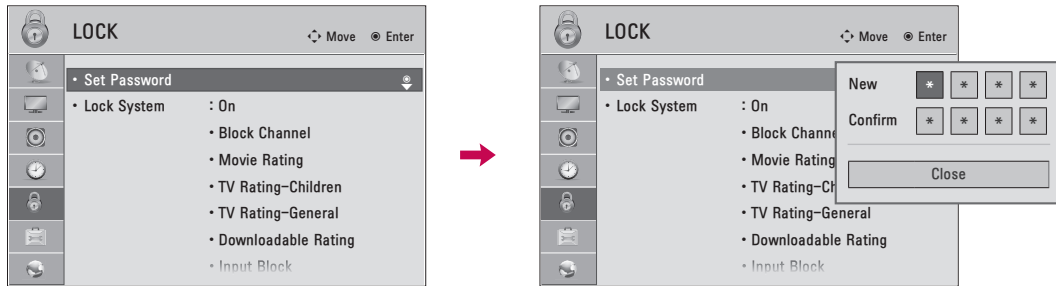 LOCK
Move Enter
• Set Password
• Lock System : On
• Block Channel
• Movie Rating
• TV Rating-Children
• TV Rating-General
• Downloadable Rating
• Input Block
LOCK
Move Enter
• Set Password
• Lock System : On
• Block Channe
• Movie Rating
• TV Rating-Ch
• TV Rating-General
• Downloadable Rating
• Input Block
New * * * *
Confirm * * * *
Close